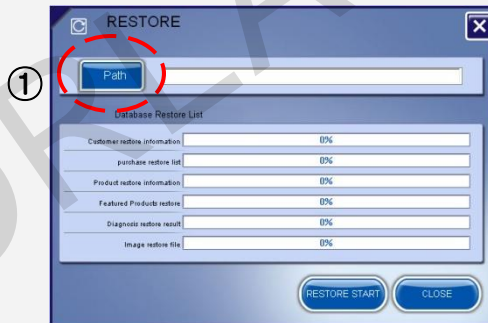 RESTORE
①
Path
Database Restore List
Customer restore information 0%
purchase restore list 0%
Product restore information 0%
Featured Products restore 0%
Diagnosis restore result 0%
Image restore file 0%
RESTORE START CLOSE